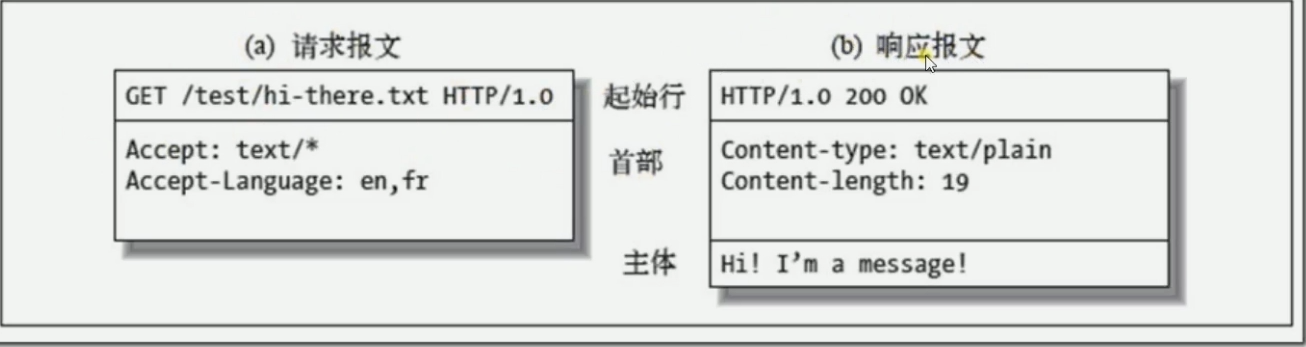 (a) 请求报文
GET /test/hi-there.txt HTTP/1.0
Accept: text/*
Accept-Language: en,fr
起始行
首部
主体
(b) 响应报文
HTTP/1.0 200 OK
Content-type: text/plain
Content-length: 19
Hi! I'm a message!